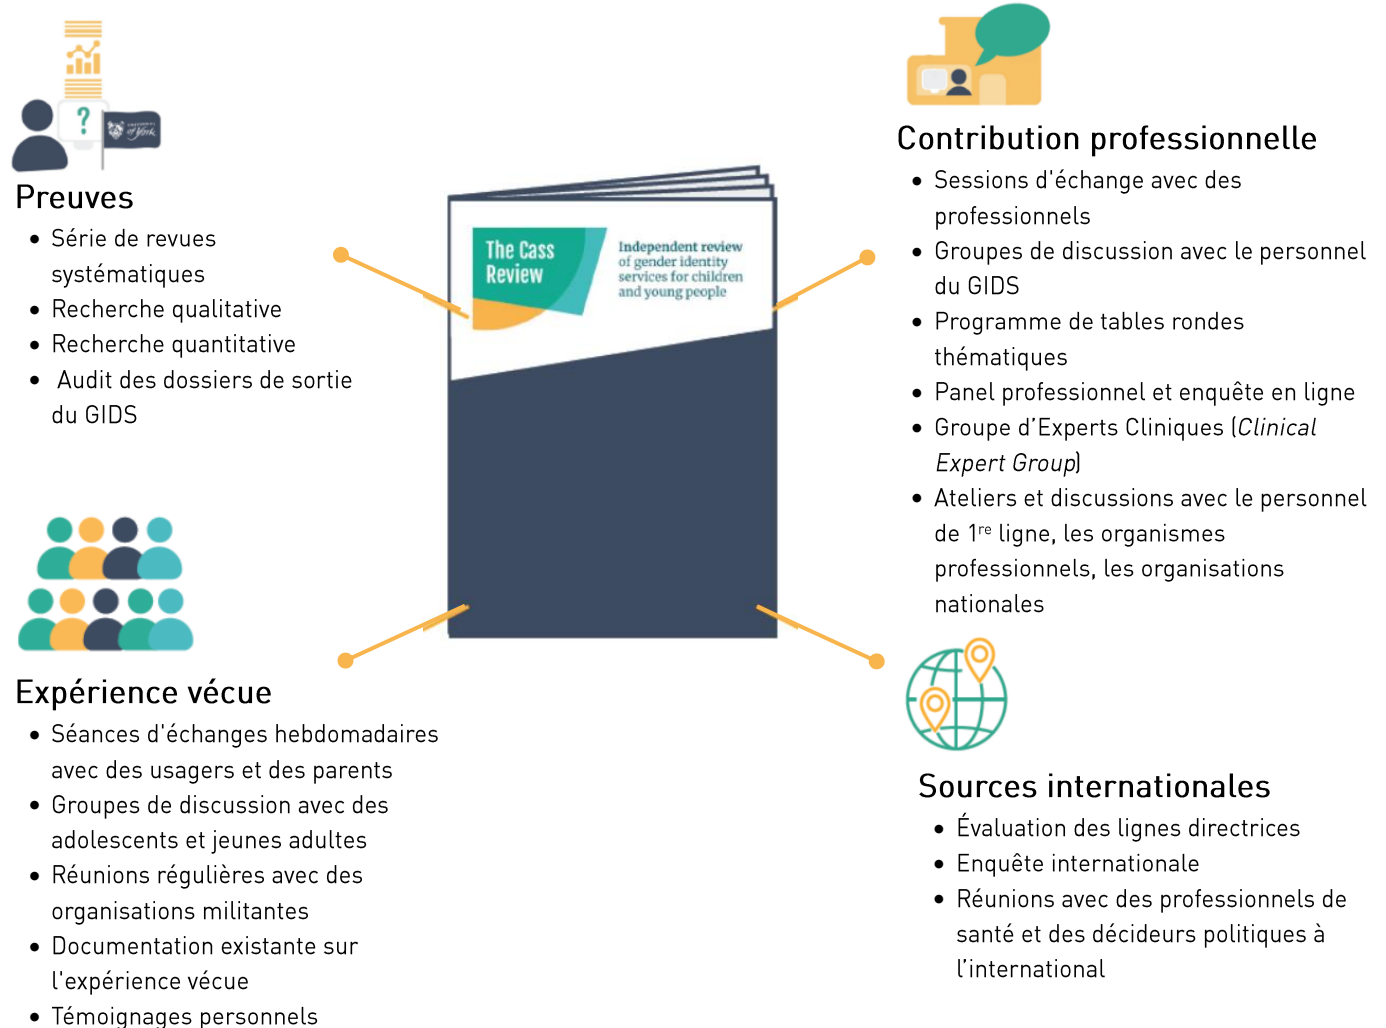 ?
UNIVERSITY
of York
Preuves
• Série de revues
systématiques
• Recherche qualitative
• Recherche quantitative
• Audit des dossiers de sortie
du GIDS
The Cass
Review
Independent review
of gender identity
services for children
and young people
Contribution professionnelle
• Sessions d'échange avec des
professionnels
• Groupes de discussion avec le personnel
du GIDS
• Programme de tables rondes
thématiques
• Panel professionnel et enquête en ligne
• Groupe d’Experts Cliniques (Clinical
Expert Group)
• Ateliers et discussions avec le personnel
de 1re ligne, les organismes
professionnels, les organisations
nationales
Expérience vécue
• Séances d'échanges hebdomadaires
avec des usagers et des parents
• Groupes de discussion avec des
adolescents et jeunes adultes
• Réunions régulières avec des
organisations militantes
• Documentation existante sur
l'expérience vécue
• Témoignages personnels
Sources internationales
• Évaluation des lignes directrices
• Enquête internationale
• Réunions avec des professionnels de
santé et des décideurs politiques à
l’international